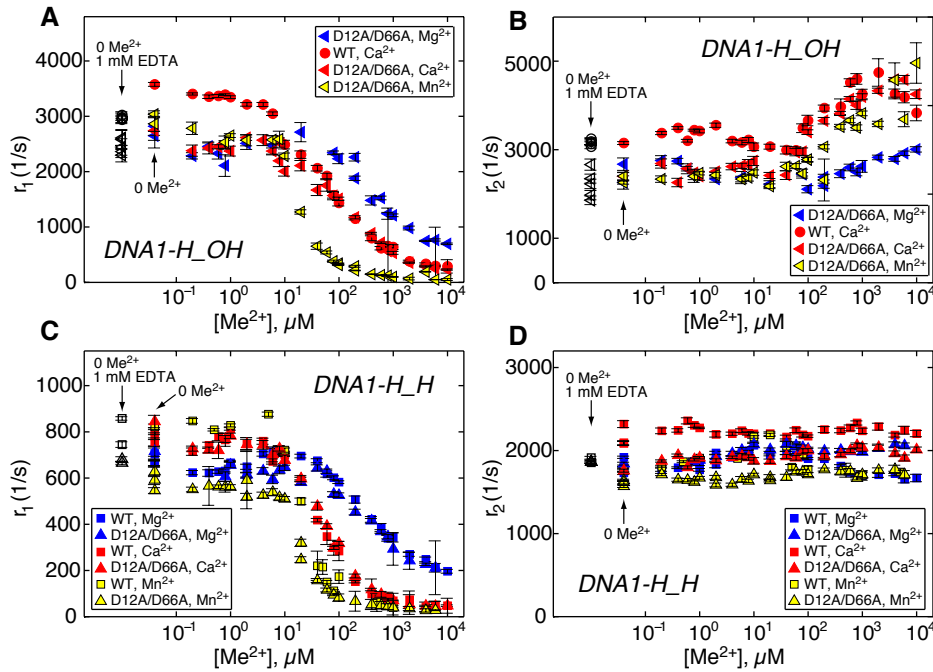 A
4000
3000
2000
1000
0
r₁ (1/s)
0 Me²⁺
1 mM EDTA
0 Me²⁺
D12A/D66A, Mg²⁺
WT, Ca²⁺
D12A/D66A, Ca²⁺
D12A/D66A, Mn²⁺
DNA1-H_OH
10⁻¹ 10⁰ 10¹ 10² 10³ 10⁴
[Me²⁺], µM
B
5000
3000
1000
0
r₂ (1/s)
DNA1-H_OH
0 Me²⁺
1 mM EDTA
0 Me²⁺
D12A/D66A, Mg²⁺
WT, Ca²⁺
D12A/D66A, Ca²⁺
D12A/D66A, Mn²⁺
10⁻¹ 10⁰ 10¹ 10² 10³ 10⁴
[Me²⁺], µM
C
1000
800
600
400
200
0
r₁ (1/s)
0 Me²⁺
1 mM EDTA
0 Me²⁺
DNA1-H_H
WT, Mg²⁺
D12A/D66A, Mg²⁺
WT, Ca²⁺
D12A/D66A, Ca²⁺
WT, Mn²⁺
D12A/D66A, Mn²⁺
10⁻¹ 10⁰ 10¹ 10² 10³ 10⁴
[Me²⁺], µM
D
3000
2000
1000
0
r₂ (1/s)
0 Me²⁺
1 mM EDTA
0 Me²⁺
DNA1-H_H
WT, Mg²⁺
D12A/D66A, Mg²⁺
WT, Ca²⁺
D12A/D66A, Ca²⁺
WT, Mn²⁺
D12A/D66A, Mn²⁺
10⁻¹ 10⁰ 10¹ 10² 10³ 10⁴
[Me²⁺], µM